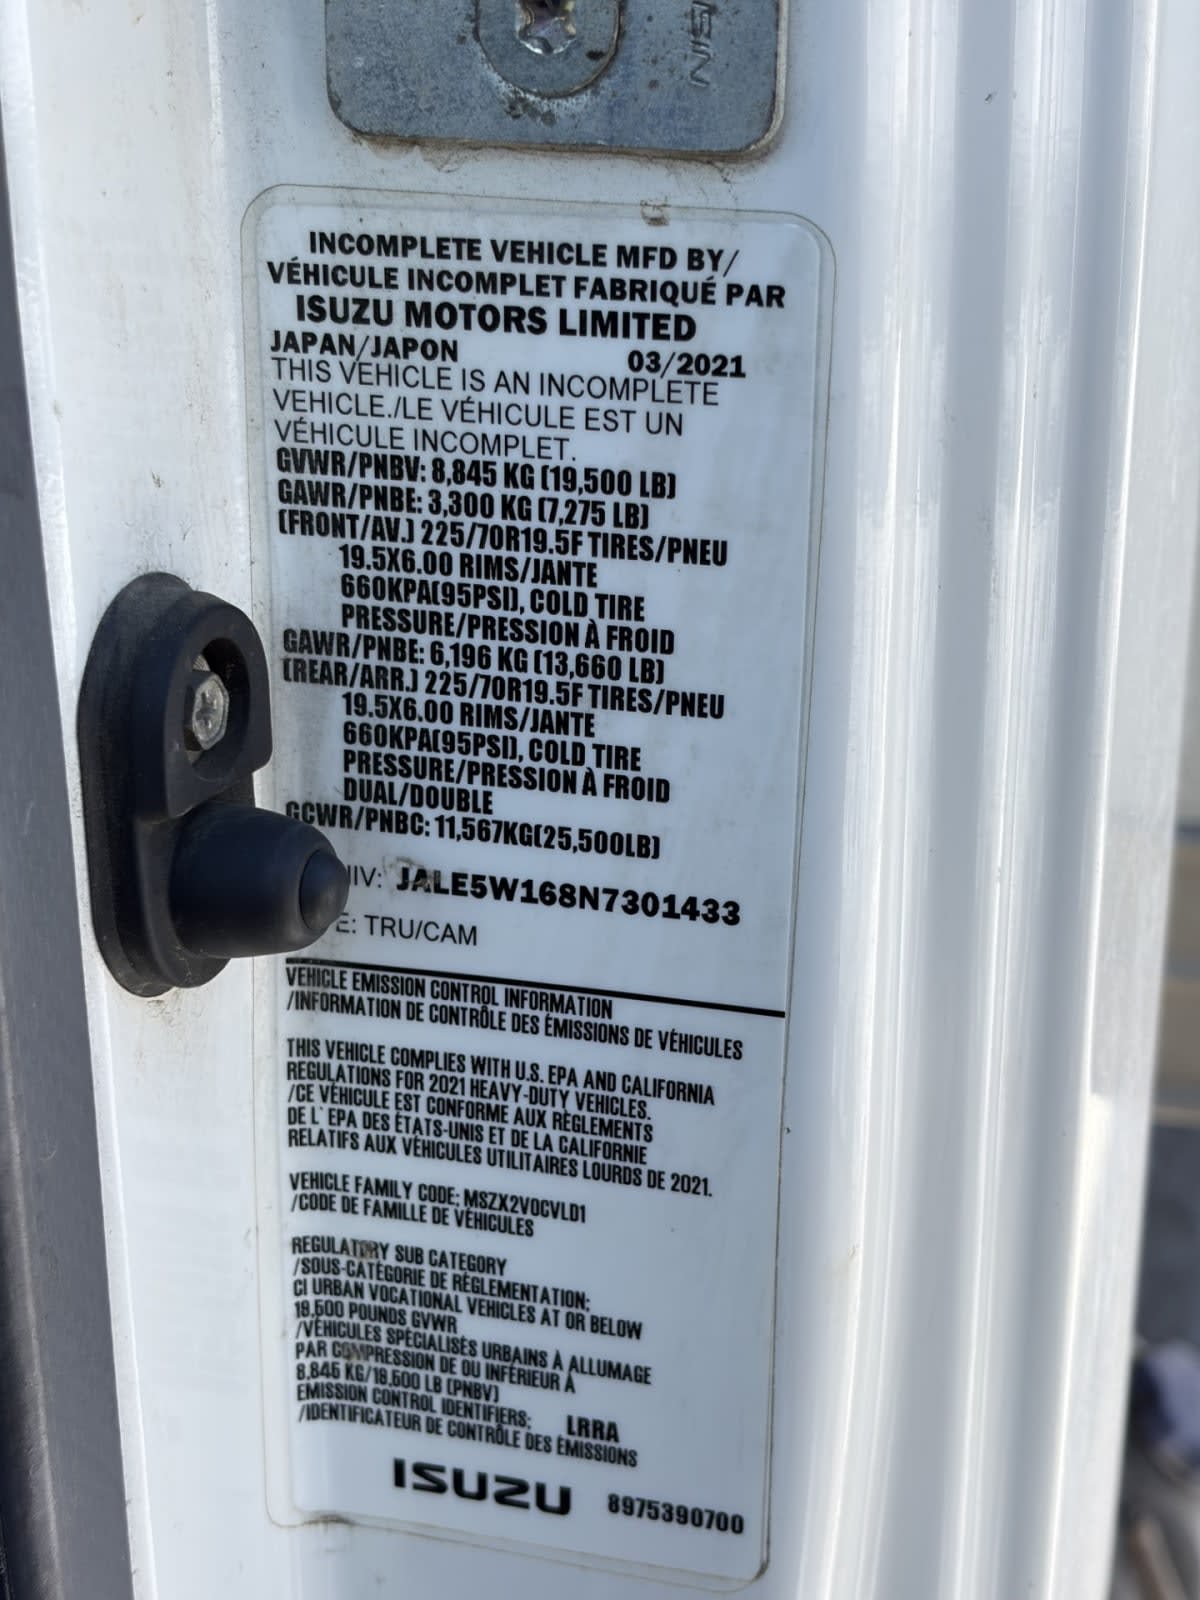 INCOMPLETE VEHICLE MFD BY/
VÉHICULE INCOMPLET FABRIQUÉ PAR
ISUZU MOTORS LIMITED
JAPAN/JAPON 03/2021
THIS VEHICLE IS AN INCOMPLETE
VEHICLE./LE VÉHICULE EST UN
VÉHICULE INCOMPLET.
GVWR/PNBV: 8,845 KG (19,500 LB)
GAWR/PNBE: 3,300 KG (7,275 LB)
(FRONT/AV.) 225/70R19.5F TIRES/PNEU
19.5X6.00 RIMS/JANTE
660KPA(95PSI), COLD TIRE
PRESSURE/PRESSION À FROID
GAWR/PNBE: 6,196 KG (13,660 LB)
(REAR/ARR.) 225/70R19.5F TIRES/PNEU
19.5X6.00 RIMS/JANTE
660KPA(95PSI), COLD TIRE
PRESSURE/PRESSION À FROID
DUAL/DOUBLE
GCWR/PNBC: 11,567KG(25,500LB)
JALE5W168N7301433
TRU/CAM
VEHICLE EMISSION CONTROL INFORMATION
/INFORMATION DE CONTRÔLE DES ÉMISSIONS DE VÉHICULES
THIS VEHICLE COMPLIES WITH U.S. EPA AND CALIFORNIA
REGULATIONS FOR 2021 HEAVY-DUTY VEHICLES.
/CE VÉHICULE EST CONFORME AUX RÈGLEMENTS
DE L'EPA DES ÉTATS-UNIS ET DE LA CALIFORNIE
RELATIFS AUX VÉHICULES UTILITAIRES LOURDS DE 2021.
VEHICLE FAMILY CODE: MSZX2VOCVLD1
/CODE DE FAMILLE DE VÉHICULES
REGULATORY SUB CATEGORY
/SOUS-CATÉGORIE DE RÉGLEMENTATION:
CI URBAN VOCATIONAL VEHICLES AT OR BELOW
19,500 POUNDS GVWR
/VÉHICULES SPÉCIALISÉS URBAINS À ALLUMAGE
PAR COMPRESSION DE OU INFÉRIEUR À
8,845 KG/19,500 LB (PNBV)
EMISSION CONTROL IDENTIFIERS: LRRA
/IDENTIFICATEUR DE CONTRÔLE DES ÉMISSIONS
ISUZU 8975390700